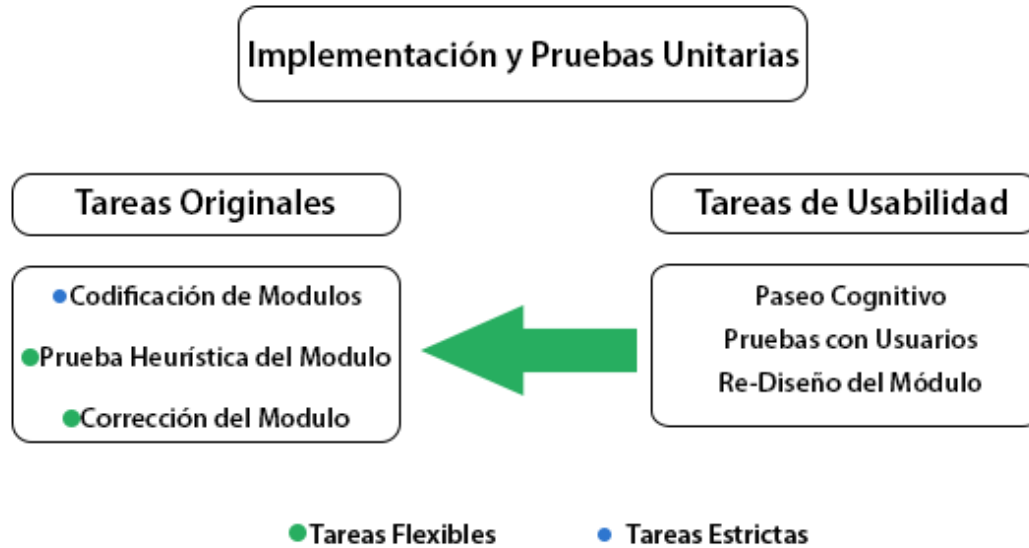 Implementación y Pruebas Unitarias
Tareas Originales
Codificación de Modulos
Prueba Heurística del Modulo
Corrección del Modulo
Tareas de Usabilidad
Paseo Cognitivo
Pruebas con Usuarios
Re-Diseño del Módulo
Tareas Flexibles
Tareas Estrictas